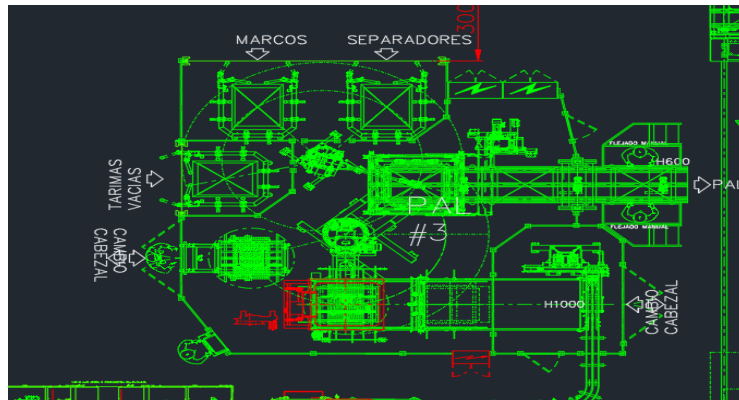 300
MARCOS
SEPARADORES
FLEJADO MANUAL
H600
TARIMAS
VACIAS
PAL
PAL
#3
FLEJADO MANUAL
CAMBIO
CABEZAL
H1000
CAMBIO
CABEZAL